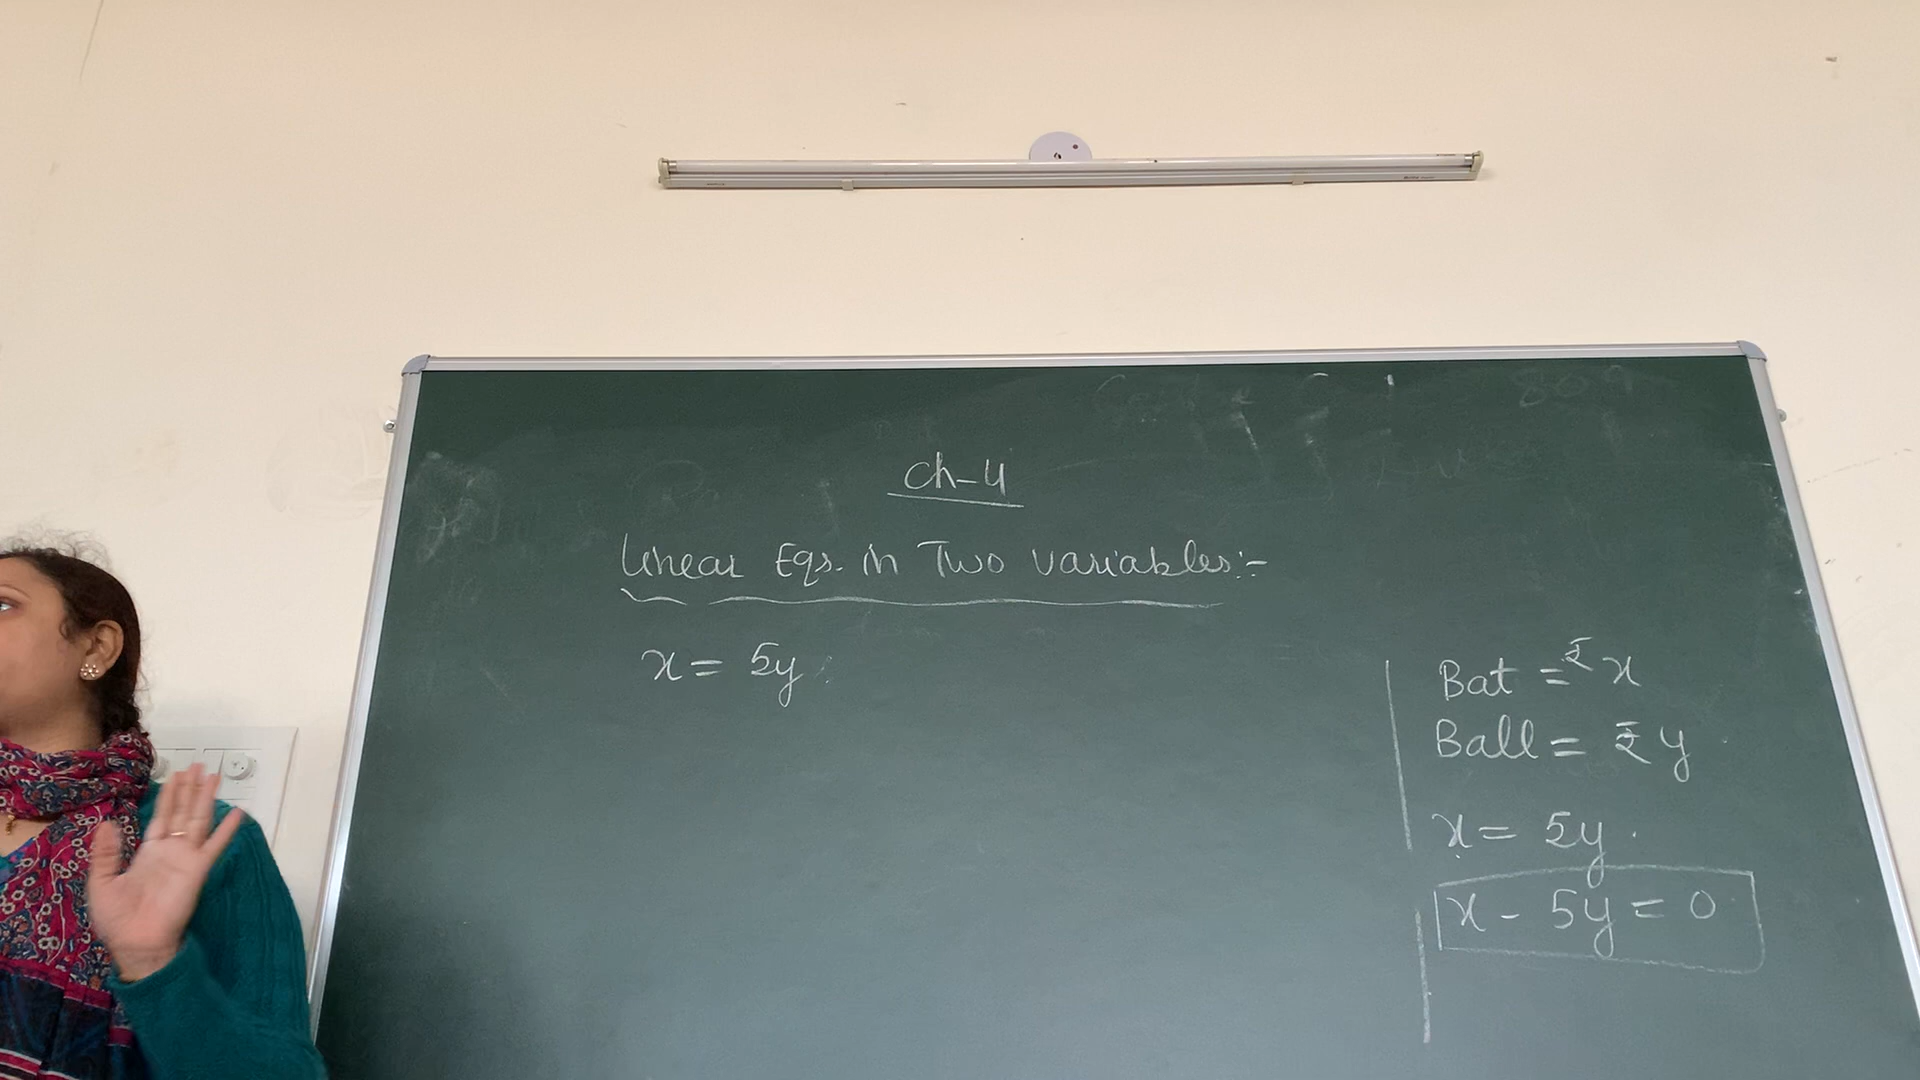 Ch-4
Linear Eqs. in Two variables:-
x = 5y
Bat = ₹ x
Ball = ₹ y
x = 5y.
x - 5y = 0